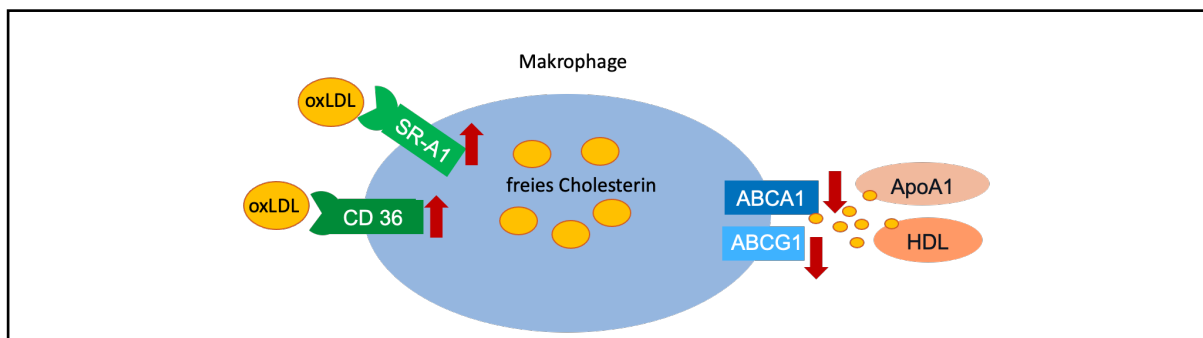 Makrophage
oxLDL
SR-A1
freies Cholesterin
oxLDL
CD 36
ABCA1
ApoA1
ABCG1
HDL